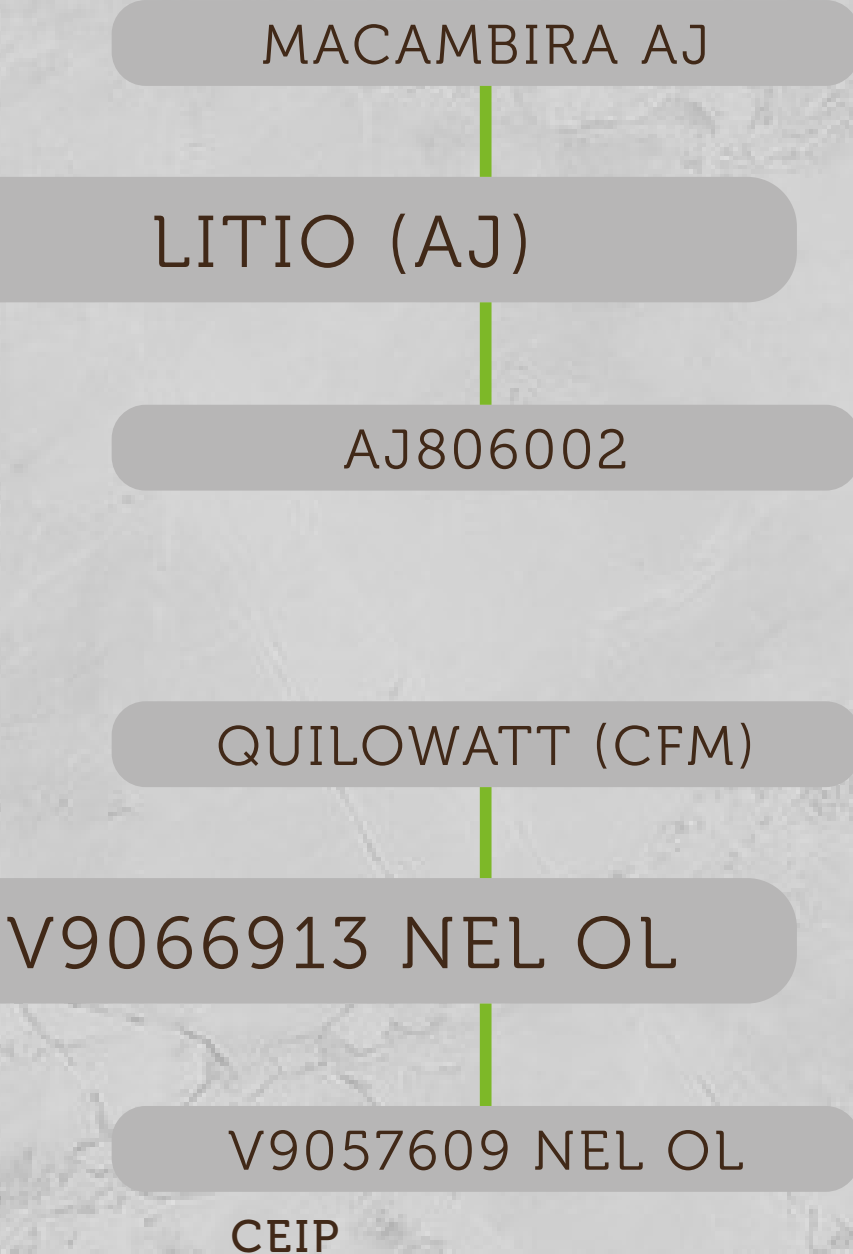 MACAMBIRA AJ
LITIO (AJ)
AJ806002
QUILOWATT (CFM)
V9066913 NEL OL
V9057609 NEL OL
CEIP